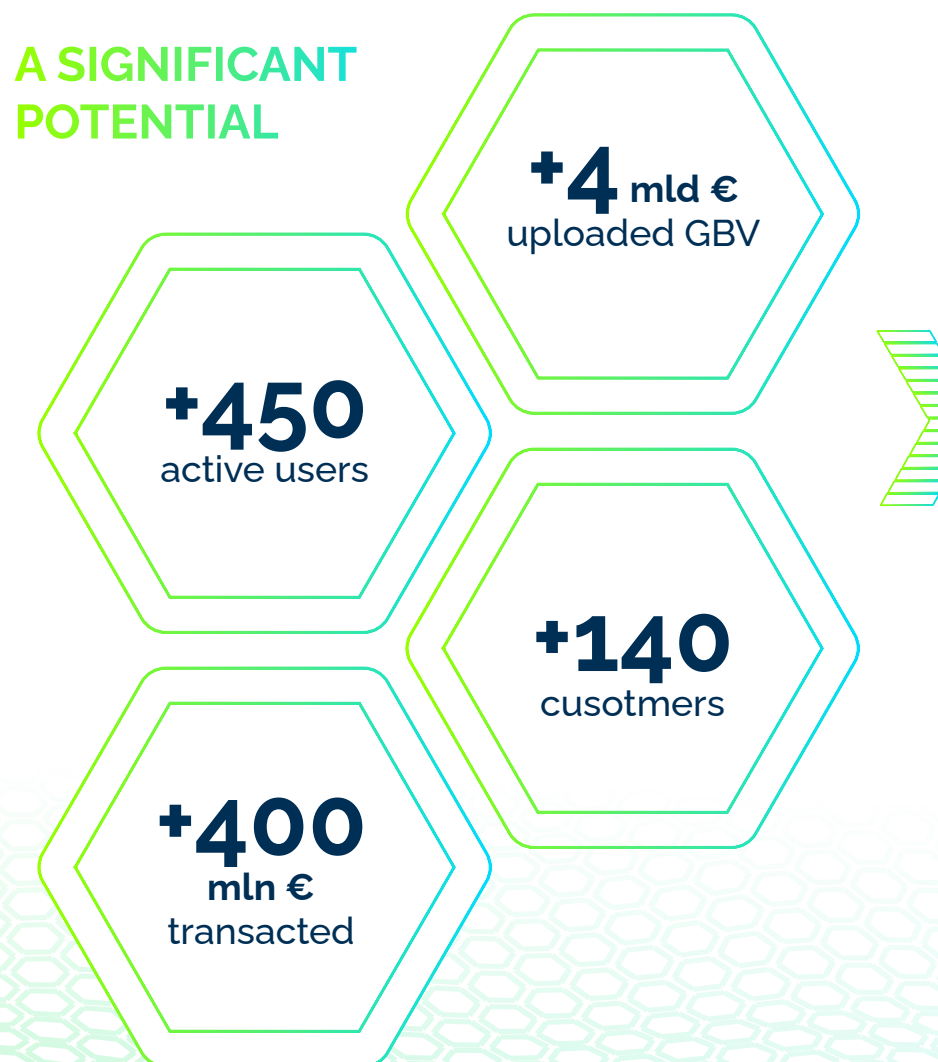 A SIGNIFICANT
POTENTIAL
+4 mld €
uploaded GBV
+450
active users
+140
cusotmers
+400
mln €
transacted